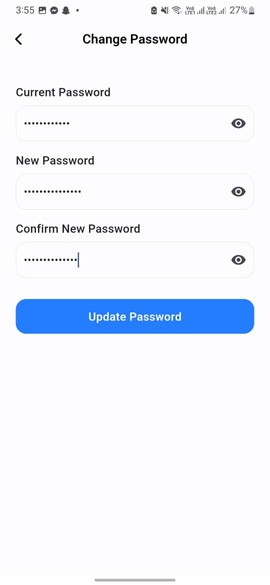 3:55
27%
Change Password
Current Password
••••••••••••
New Password
•••••••••••••••
Confirm New Password
••••••••••••••
Update Password